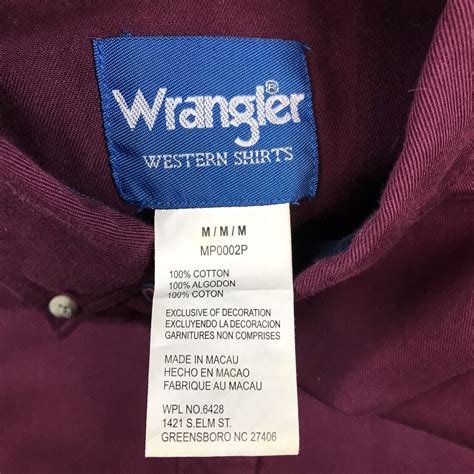 Wrangler®
WESTERN SHIRTS
M / M / M
MP0002P
100% COTTON
100% ALGODON
100% COTON
EXCLUSIVE OF DECORATION
EXCLUYENDO LA DECORACION
GARNITURES NON COMPRISES
MADE IN MACAU
HECHO EN MACAO
FABRIQUE AU MACAU
WPL NO.6428
1421 S.ELM ST.
GREENSBORO NC 27406